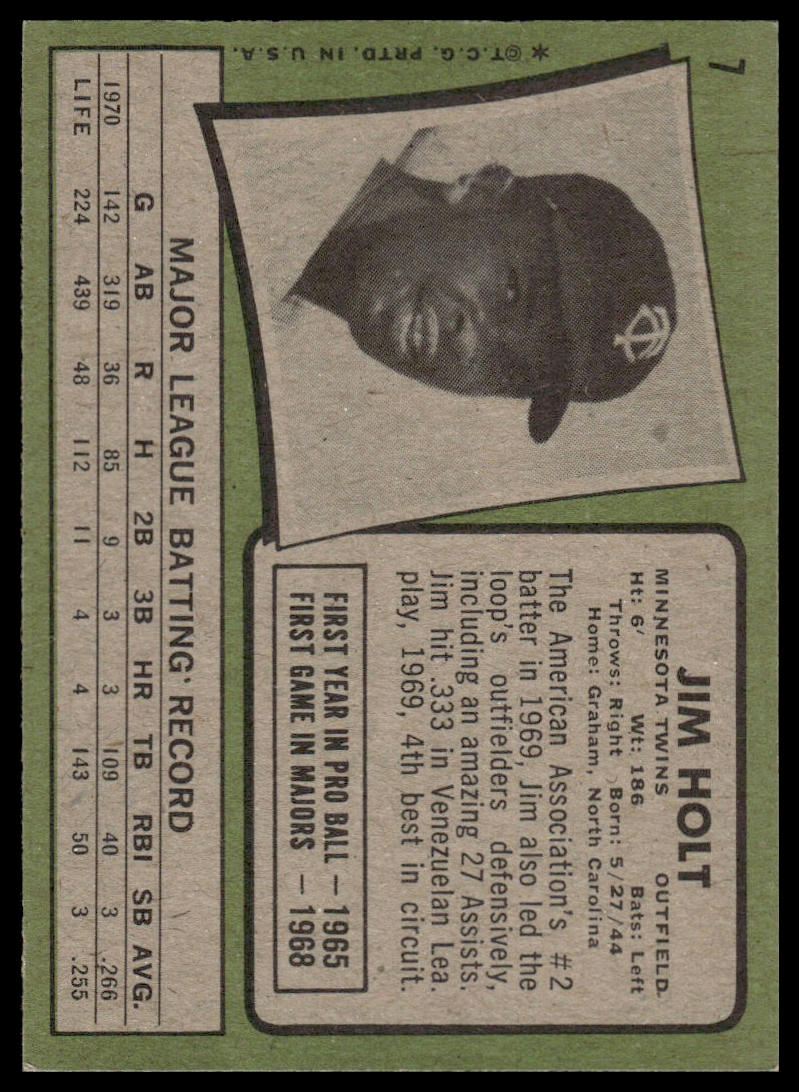 7
JIM HOLT
MINNESOTA TWINS OUTFIELD
Ht: 6' Wt: 186 Bats: Left
Throws: Right Born: 5/27/44
Home: Graham, North Carolina
The American Association's #2
batter in 1969, Jim also led the
loop's outfielders defensively,
including an amazing 27 Assists.
Jim hit .333 in Venezuelan Lea.
play, 1969, 4th best in circuit.
FIRST YEAR IN PRO BALL — 1965
FIRST GAME IN MAJORS — 1968
TC
MAJOR LEAGUE BATTING RECORD
G AB R H 2B 3B HR TB RBI SB AVG.
1970 142 319 36 85 9 3 3 109 40 3 .266
LIFE 224 439 48 112 11 4 4 143 50 3 .255
* © T.C.G. PRTD. IN U.S.A.